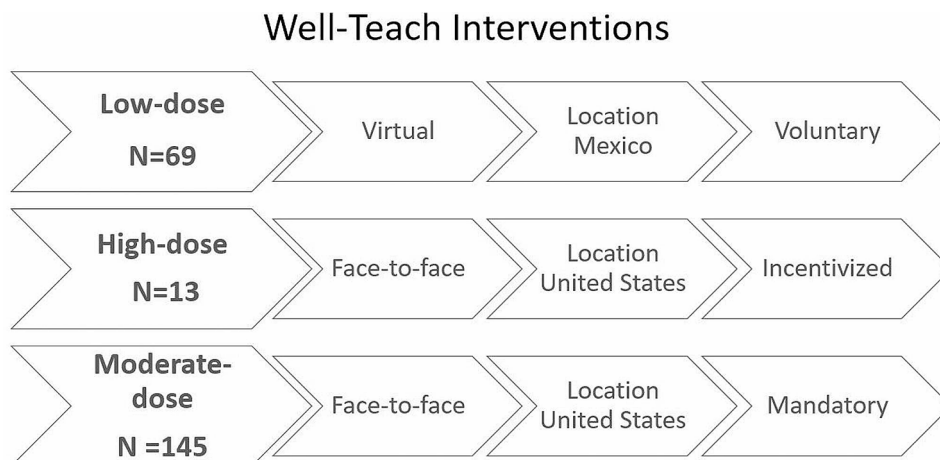 Well-Teach Interventions
Low-dose
N=69
Virtual
Location
Mexico
Voluntary
High-dose
N=13
Face-to-face
Location
United States
Incentivized
Moderate-
dose
N =145
Face-to-face
Location
United States
Mandatory